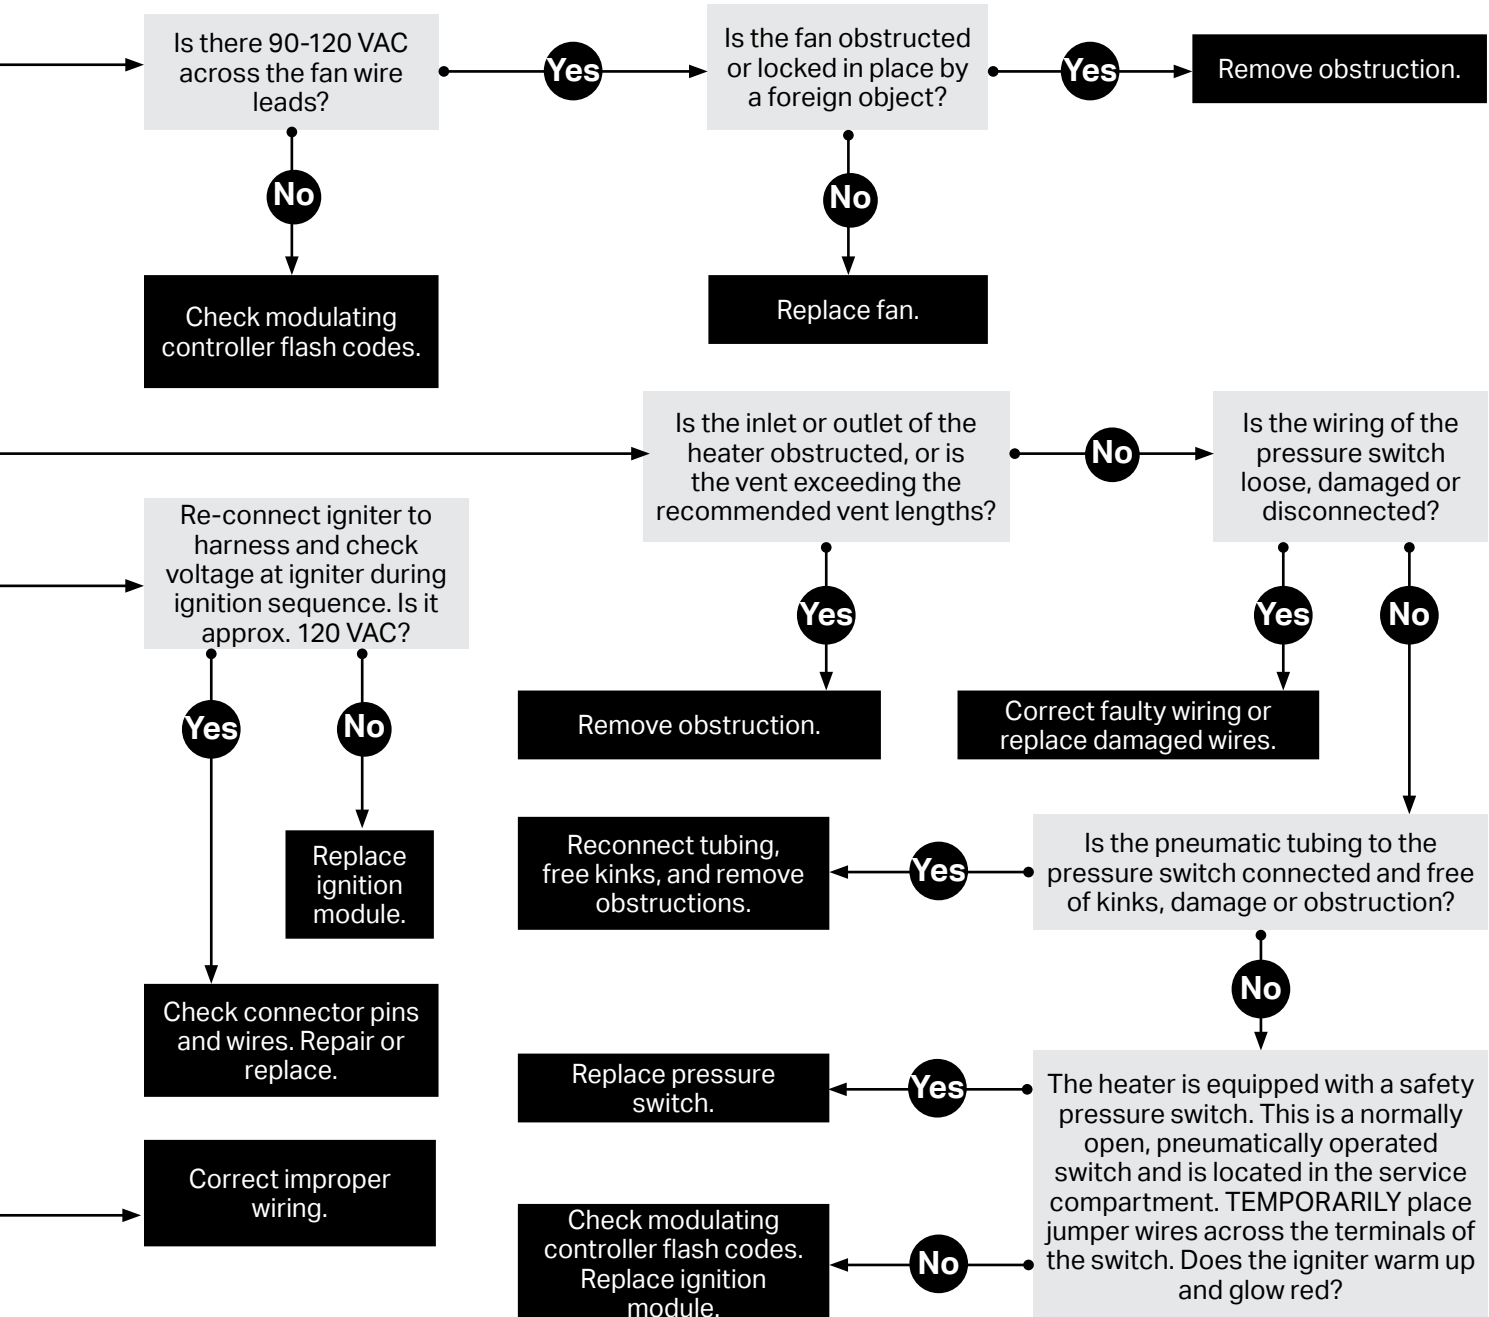 Is there 90-120 VAC
across the fan wire
leads?
Yes
Is the fan obstructed
or locked in place by
a foreign object?
Yes
Remove obstruction.
No
No
Check modulating
controller flash codes.
Replace fan.
Is the inlet or outlet of the
heater obstructed, or is
the vent exceeding the
recommended vent lengths?
No
Is the wiring of the
pressure switch
loose, damaged or
disconnected?
Re-connect igniter to
harness and check
voltage at igniter during
ignition sequence. Is it
approx. 120 VAC?
Yes
Yes
No
Yes
No
Remove obstruction.
Correct faulty wiring or
replace damaged wires.
Replace
ignition
module.
Reconnect tubing,
free kinks, and remove
obstructions.
Yes
Is the pneumatic tubing to the
pressure switch connected and free
of kinks, damage or obstruction?
No
Check connector pins
and wires. Repair or
replace.
Replace pressure
switch.
Yes
The heater is equipped with a safety
pressure switch. This is a normally
open, pneumatically operated
switch and is located in the service
compartment. TEMPORARILY place
jumper wires across the terminals of
the switch. Does the igniter warm up
and glow red?
Correct improper
wiring.
Check modulating
controller flash codes.
Replace ignition
module.
No